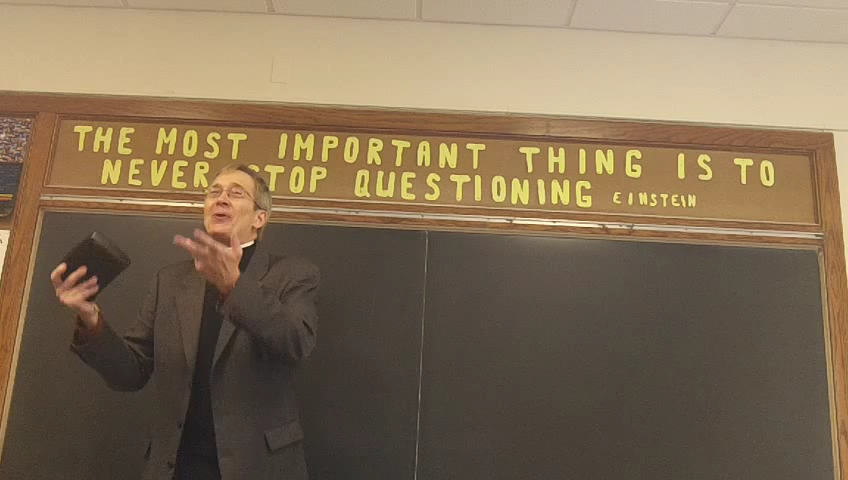 THE MOST IMPORTANT THING IS TO
NEVER STOP QUESTIONING EINSTEIN